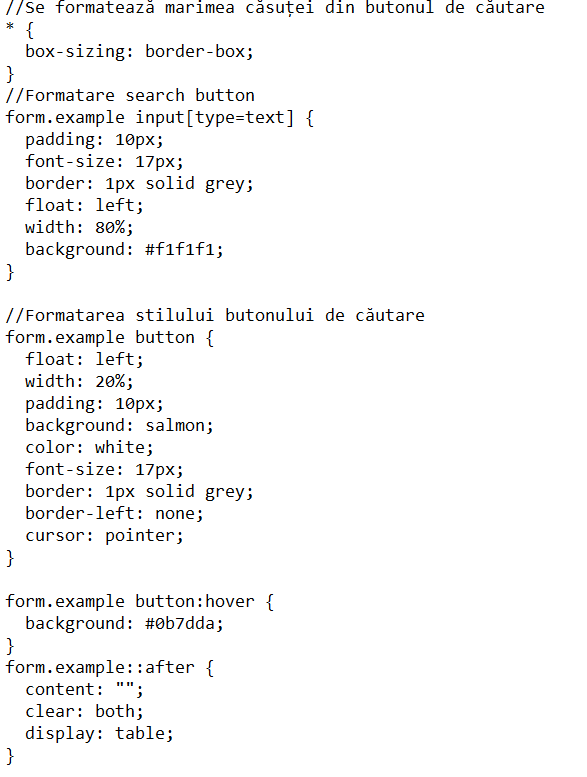 //Se formatează marimea căsuței din butonul de căutare
* {
  box-sizing: border-box;
}
//Formatare search button
form.example input[type=text] {
  padding: 10px;
  font-size: 17px;
  border: 1px solid grey;
  float: left;
  width: 80%;
  background: #f1f1f1;
}

//Formatarea stilului butonului de căutare
form.example button {
  float: left;
  width: 20%;
  padding: 10px;
  background: salmon;
  color: white;
  font-size: 17px;
  border: 1px solid grey;
  border-left: none;
  cursor: pointer;
}

form.example button:hover {
  background: #0b7dda;
}
form.example::after {
  content: "";
  clear: both;
  display: table;
}